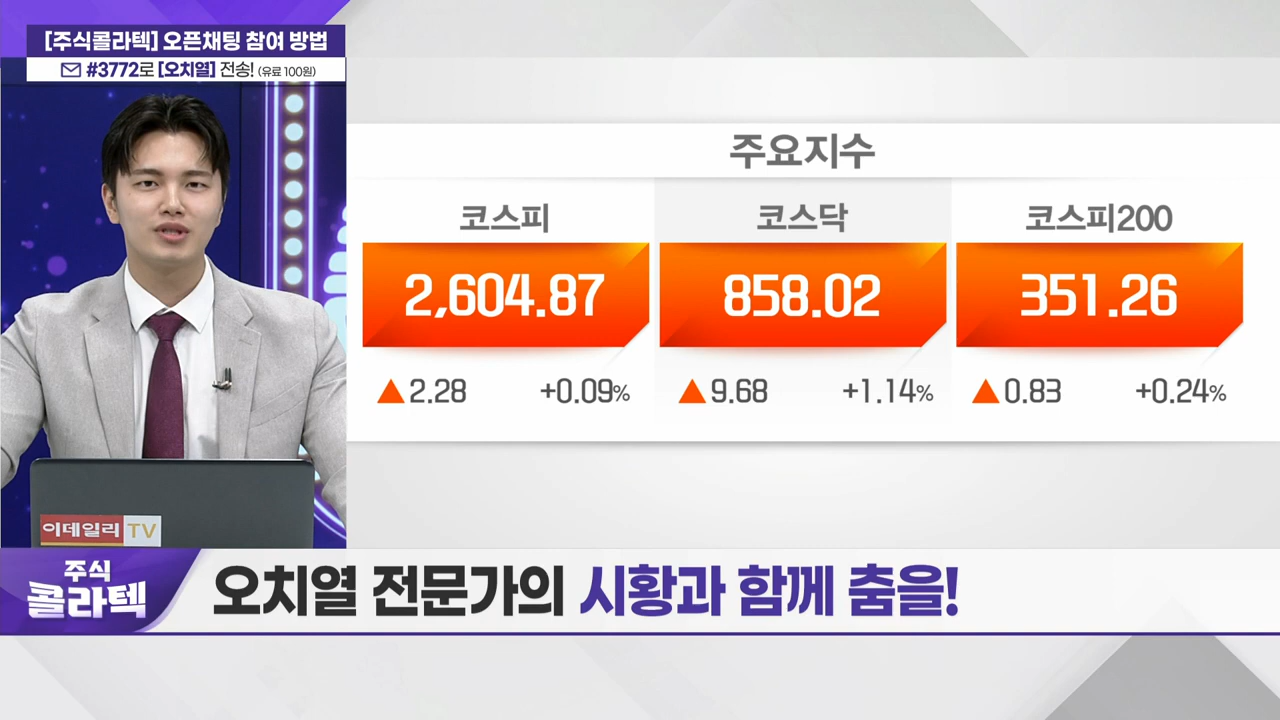 [주식콜라텍] 오픈채팅 참여 방법
#3772로 [오치열] 전송! (유료 100원)
주요지수
코스피
2,604.87
▲2.28 +0.09%
코스닥
858.02
▲9.68 +1.14%
코스피200
351.26
▲0.83 +0.24%
이데일리TV
주식
콜라텍
오치열 전문가의 시황과 함께 춤을!